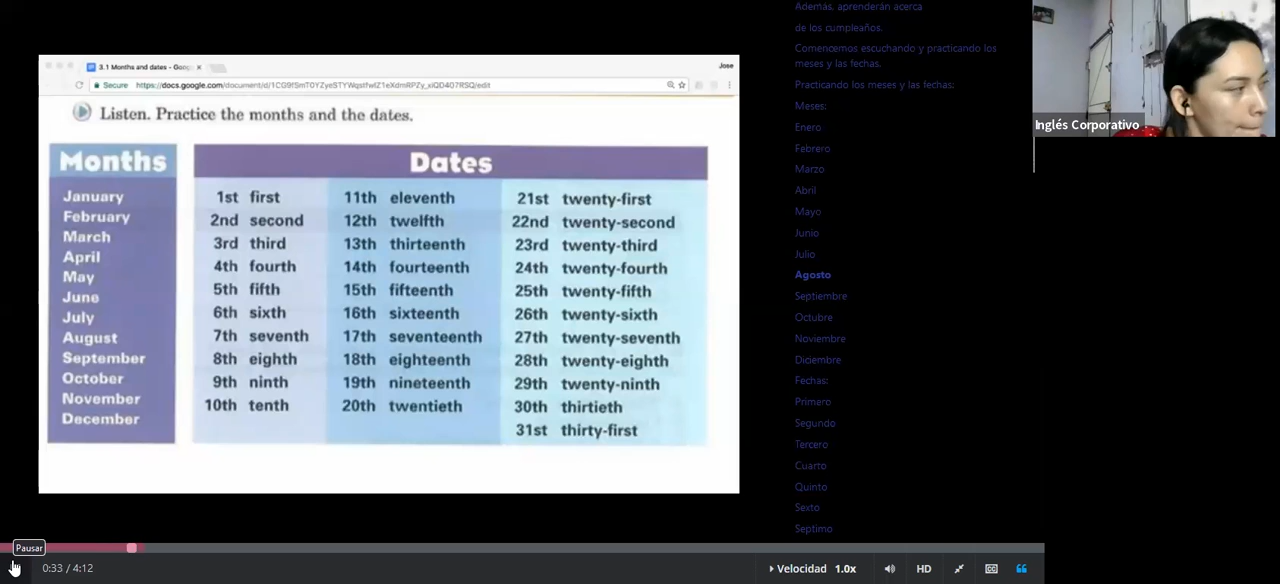 3.1 Months and dates - Goo
Jose
Secure https://docs.google.com/document/d/
/edit
Listen. Practice the months and the dates.
Months
January
February
March
April
May
June
July
August
September
October
November
December
Dates
1st first
2nd second
3rd third
4th fourth
5th fifth
6th sixth
7th seventh
8th eighth
9th ninth
10th tenth
11th eleventh
12th twelfth
13th thirteenth
14th fourteenth
15th fifteenth
16th sixteenth
17th seventeenth
18th eighteenth
19th nineteenth
20th twentieth
21st twenty-first
22nd twenty-second
23rd twenty-third
24th twenty-fourth
25th twenty-fifth
26th twenty-sixth
27th twenty-seventh
28th twenty-eighth
29th twenty-ninth
30th thirtieth
31st thirty-first
Además, aprenderán acerca
de los cumpleaños.
Comencemos escuchando y practicando los
meses y las fechas.
Practicando los meses y las fechas:
Meses:
Enero
Febrero
Marzo
Abril
Mayo
Junio
Julio
Agosto
Septiembre
Octubre
Noviembre
Diciembre
Fechas:
Primero
Segundo
Tercero
Cuarto
Quinto
Sexto
Septimo
Inglés Corporativo
Pausar
0:33 / 4:12
Velocidad 1.0x
HD